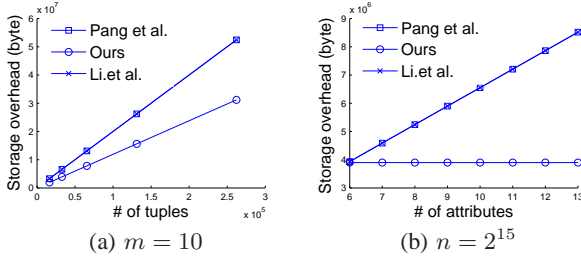 x 10^7
Storage overhead (byte)
6
5
4
3
2
1
0
Pang et al.
Ours
Li.et al.
0 0.5 1 1.5 2 2.5 3
# of tuples
x 10^5
(a) m = 10
x 10^6
Storage overhead (byte)
9
8
7
6
5
4
3
Pang et al.
Ours
Li.et al.
6 7 8 9 10 11 12 13
# of attributes
(b) n = 2^15